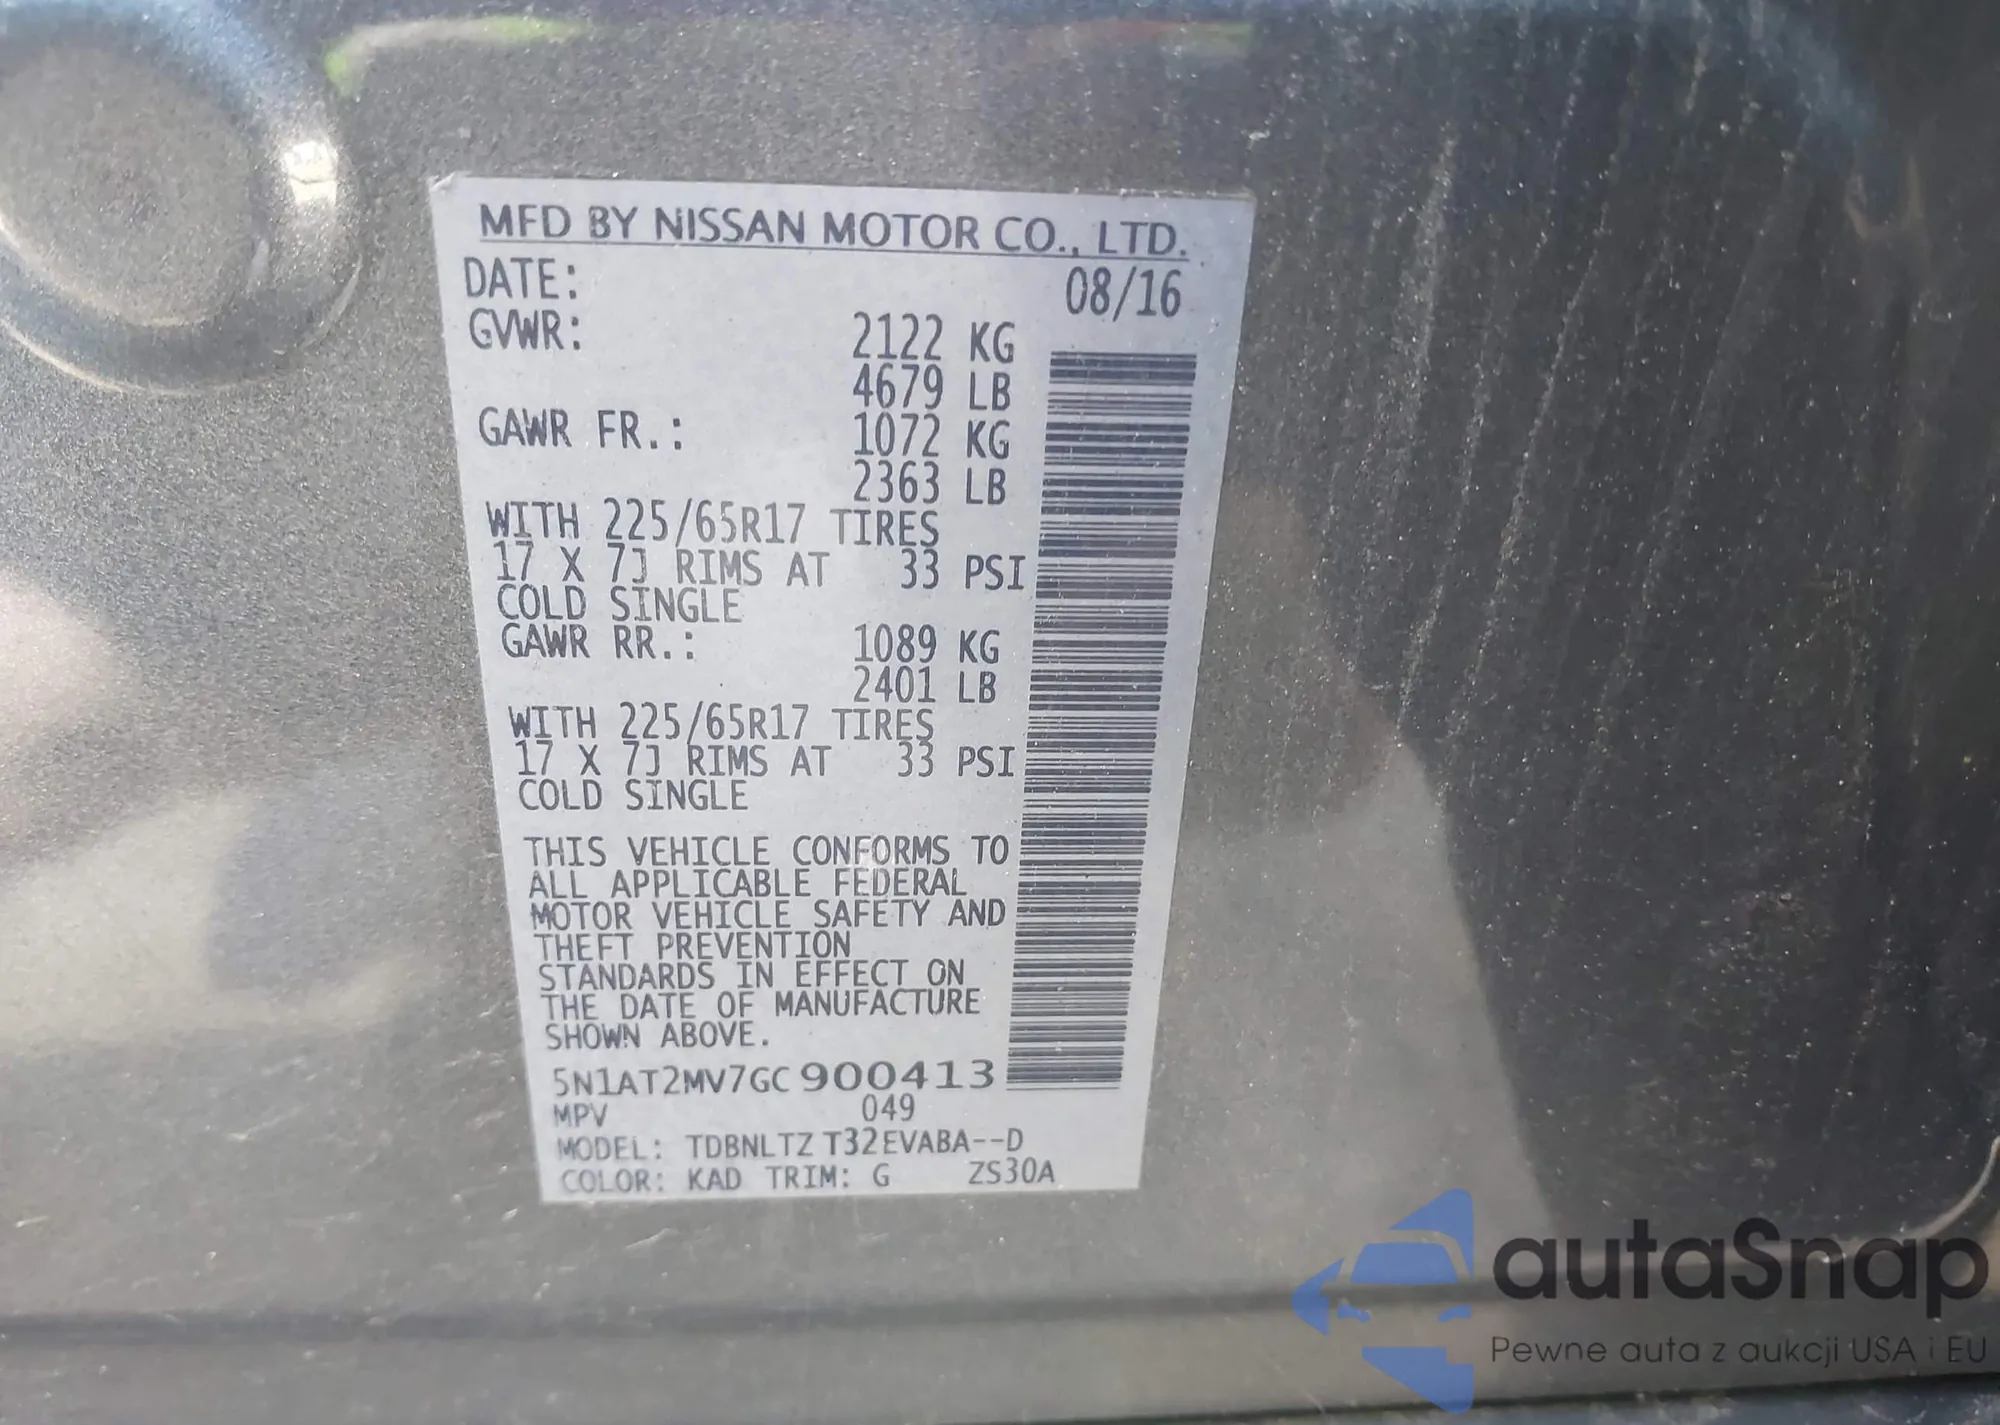 MFD BY NISSAN MOTOR CO., LTD.
DATE: 08/16
GVWR: 2122 KG
4679 LB
GAWR FR.: 1072 KG
2363 LB
WITH 225/65R17 TIRES
17 X 7J RIMS AT 33 PSI
COLD SINGLE
GAWR RR.: 1089 KG
2401 LB
WITH 225/65R17 TIRES
17 X 7J RIMS AT 33 PSI
COLD SINGLE
THIS VEHICLE CONFORMS TO
ALL APPLICABLE FEDERAL
MOTOR VEHICLE SAFETY AND
THEFT PREVENTION
STANDARDS IN EFFECT ON
THE DATE OF MANUFACTURE
SHOWN ABOVE.
5N1AT2MV7GC900413
MPV 049
MODEL: TDBNLTZ T32EVABA--D
COLOR: KAD TRIM: G ZS30A
autaSnap
Pewne auta z aukcji USA i EU